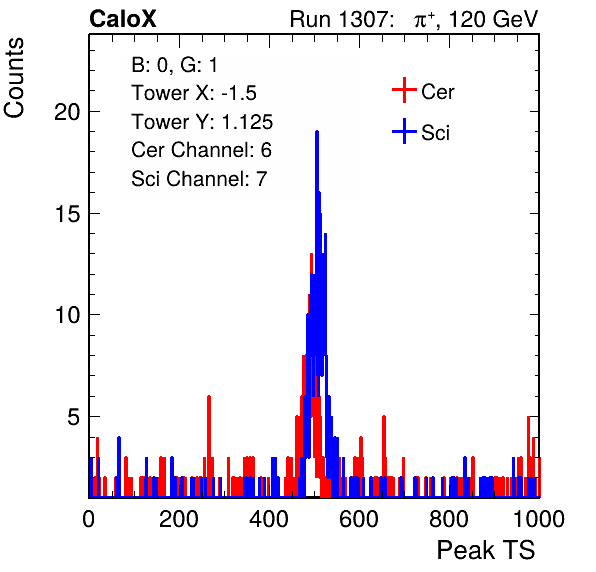 CaloX Run 1307: π⁺, 120 GeV
Counts
B: 0, G: 1
Tower X: -1.5
Tower Y: 1.125
Cer Channel: 6
Sci Channel: 7
Cer
Sci
20
15
10
5
0 200 400 600 800 1000
Peak TS